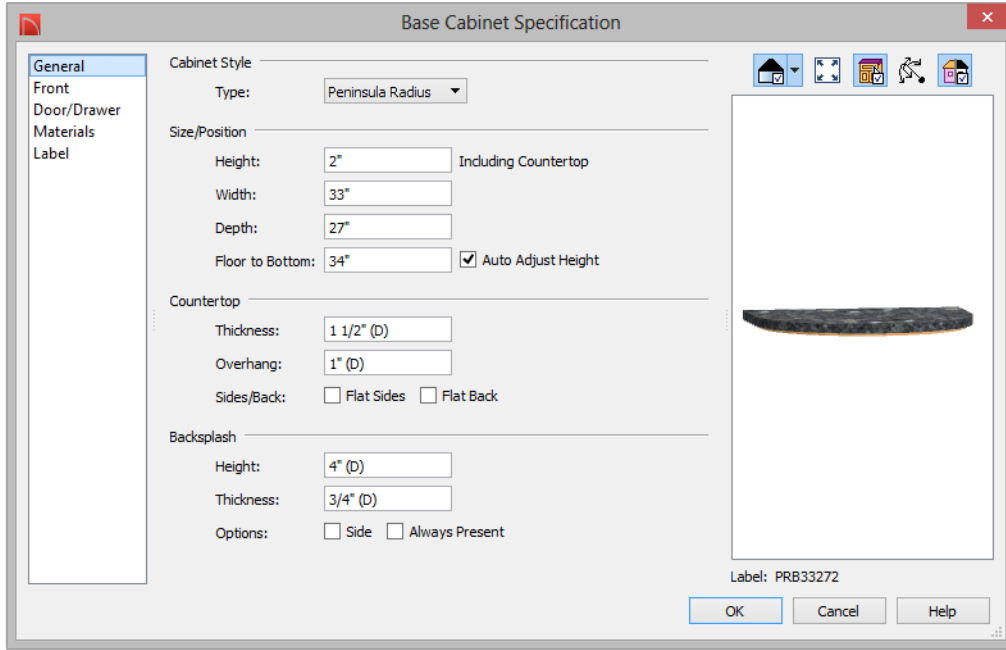 Base Cabinet Specification
General
Front
Door/Drawer
Materials
Label
Cabinet Style
Type: Peninsula Radius
Size/Position
Height: 2" Including Countertop
Width: 33"
Depth: 27"
Floor to Bottom: 34" Auto Adjust Height
Countertop
Thickness: 1 1/2" (D)
Overhang: 1" (D)
Sides/Back: Flat Sides Flat Back
Backsplash
Height: 4" (D)
Thickness: 3/4" (D)
Options: Side Always Present
Label: PRB33272
OK Cancel Help